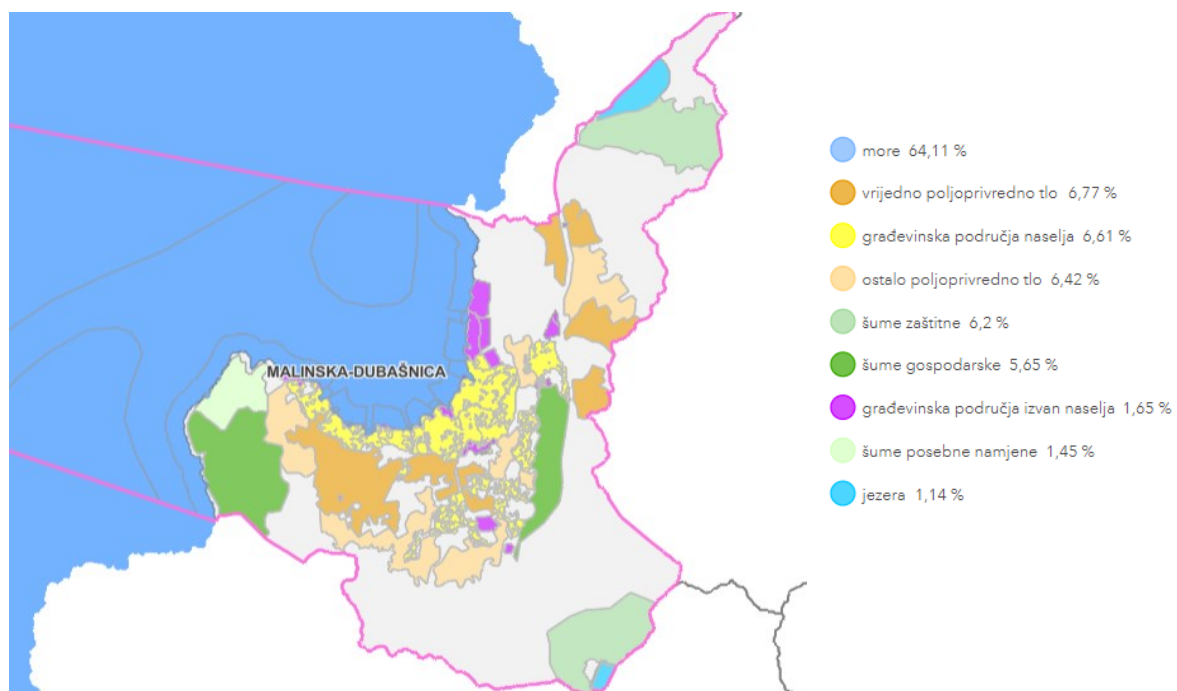 MALINSKA-DUBAŠNICA
more 64,11 %
vrijedno poljoprivredno tlo 6,77 %
građevinska područja naselja 6,61 %
ostalo poljoprivredno tlo 6,42 %
šume zaštitne 6,2 %
šume gospodarske 5,65 %
građevinska područja izvan naselja 1,65 %
šume posebne namjene 1,45 %
jezera 1,14 %